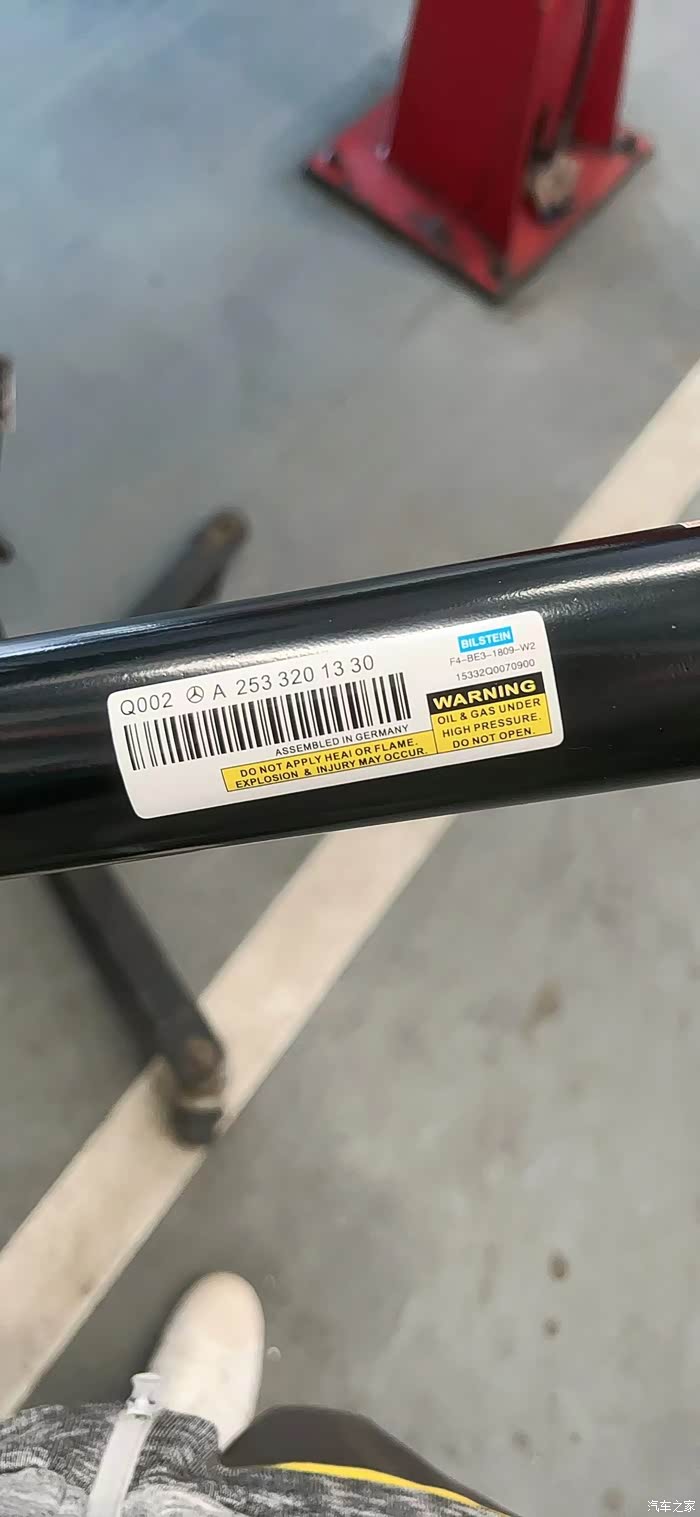 Q002 A 253 320 13 30
BILSTEIN
F4-BE3-1809-W2
15332Q0070900
ASSEMBLED IN GERMANY
DO NOT APPLY HEAI OR FLAME.
EXPLOSION & INJURY MAY OCCUR.
WARNING
OIL & GAS UNDER
HIGH PRESSURE.
DO NOT OPEN.
汽车之家